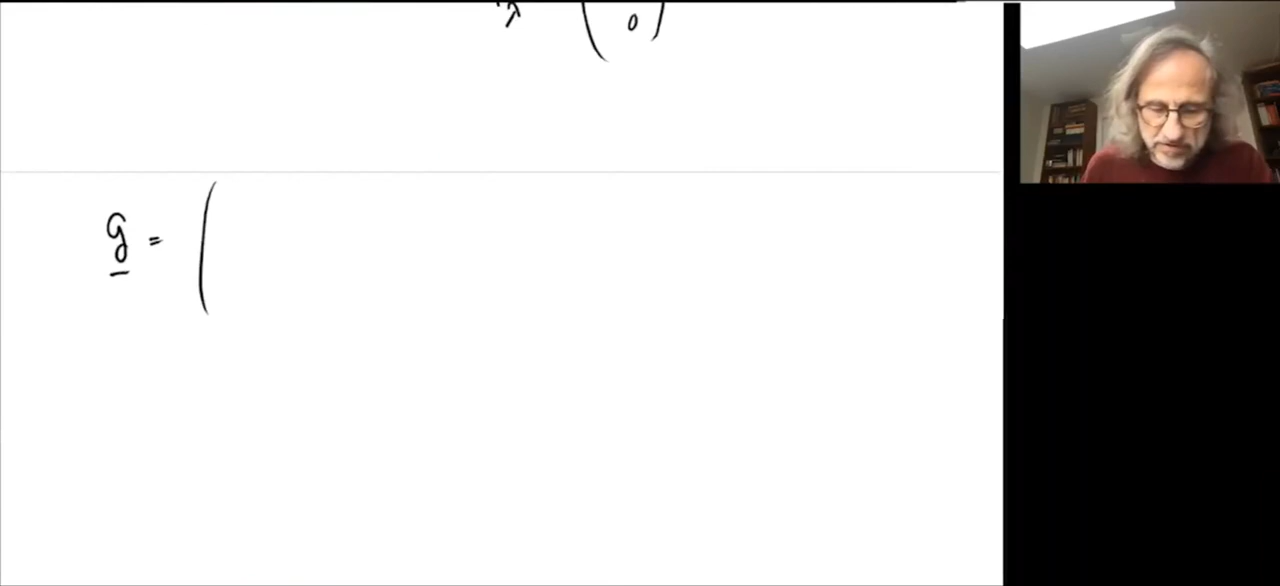 λ ( 0 )
g = (